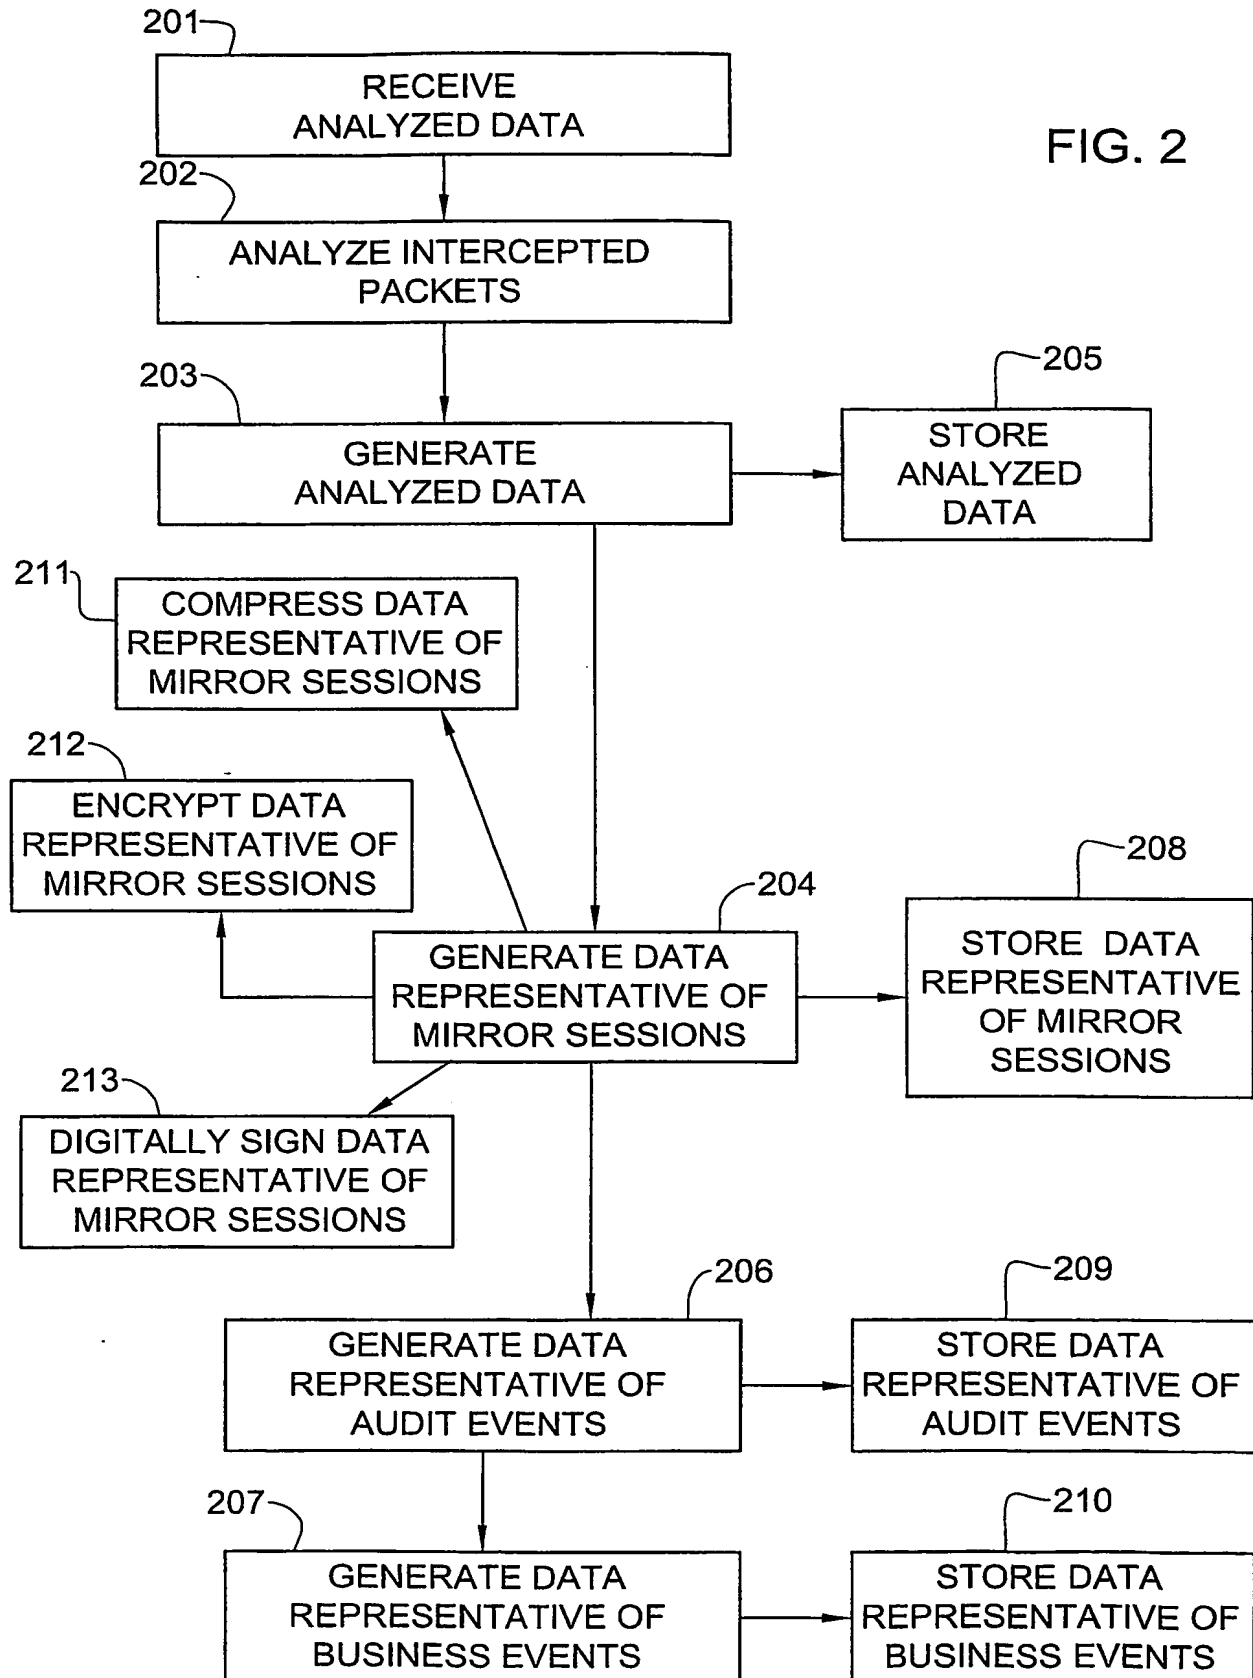 201
RECEIVE
ANALYZED DATA
FIG. 2
202
ANALYZE INTERCEPTED
PACKETS
203
GENERATE
ANALYZED DATA
205
STORE
ANALYZED
DATA
211
COMPRESS DATA
REPRESENTATIVE OF
MIRROR SESSIONS
212
ENCRYPT DATA
REPRESENTATIVE OF
MIRROR SESSIONS
204
GENERATE DATA
REPRESENTATIVE OF
MIRROR SESSIONS
208
STORE DATA
REPRESENTATIVE
OF MIRROR
SESSIONS
213
DIGITALLY SIGN DATA
REPRESENTATIVE OF
MIRROR SESSIONS
206
GENERATE DATA
REPRESENTATIVE OF
AUDIT EVENTS
209
STORE DATA
REPRESENTATIVE OF
AUDIT EVENTS
207
GENERATE DATA
REPRESENTATIVE OF
BUSINESS EVENTS
210
STORE DATA
REPRESENTATIVE OF
BUSINESS EVENTS